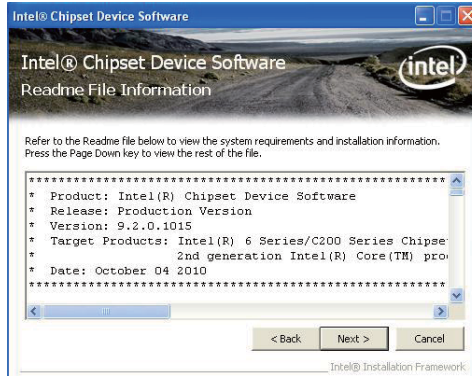 Intel® Chipset Device Software
Intel® Chipset Device Software
Readme File Information
intel
Refer to the Readme file below to view the system requirements and installation information.
Press the Page Down key to view the rest of the file.
************************************************************
* Product: Intel(R) Chipset Device Software
* Release: Production Version
* Version: 9.2.0.1015
* Target Products: Intel(R) 6 Series/C200 Series Chipse
* 2nd generation Intel(R) Core(TM) pro
* Date: October 04 2010
************************************************************
< Back
Next >
Cancel
Intel® Installation Framework